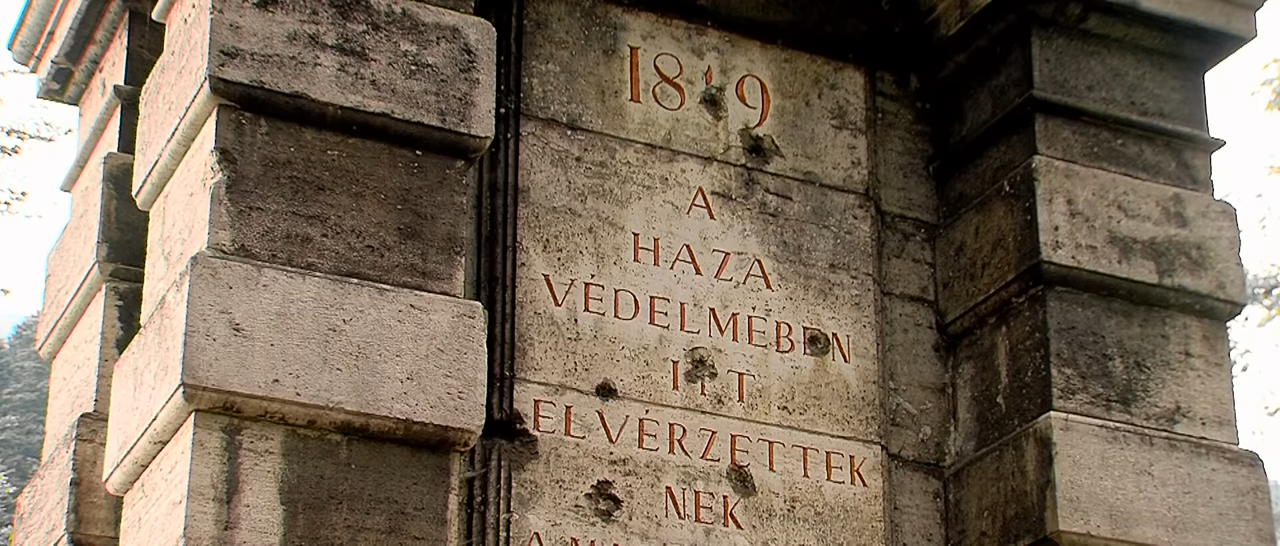 1849
A
HAZA
VÉDELMÉBEN
ITT
ELVÉRZETTEK
NEK